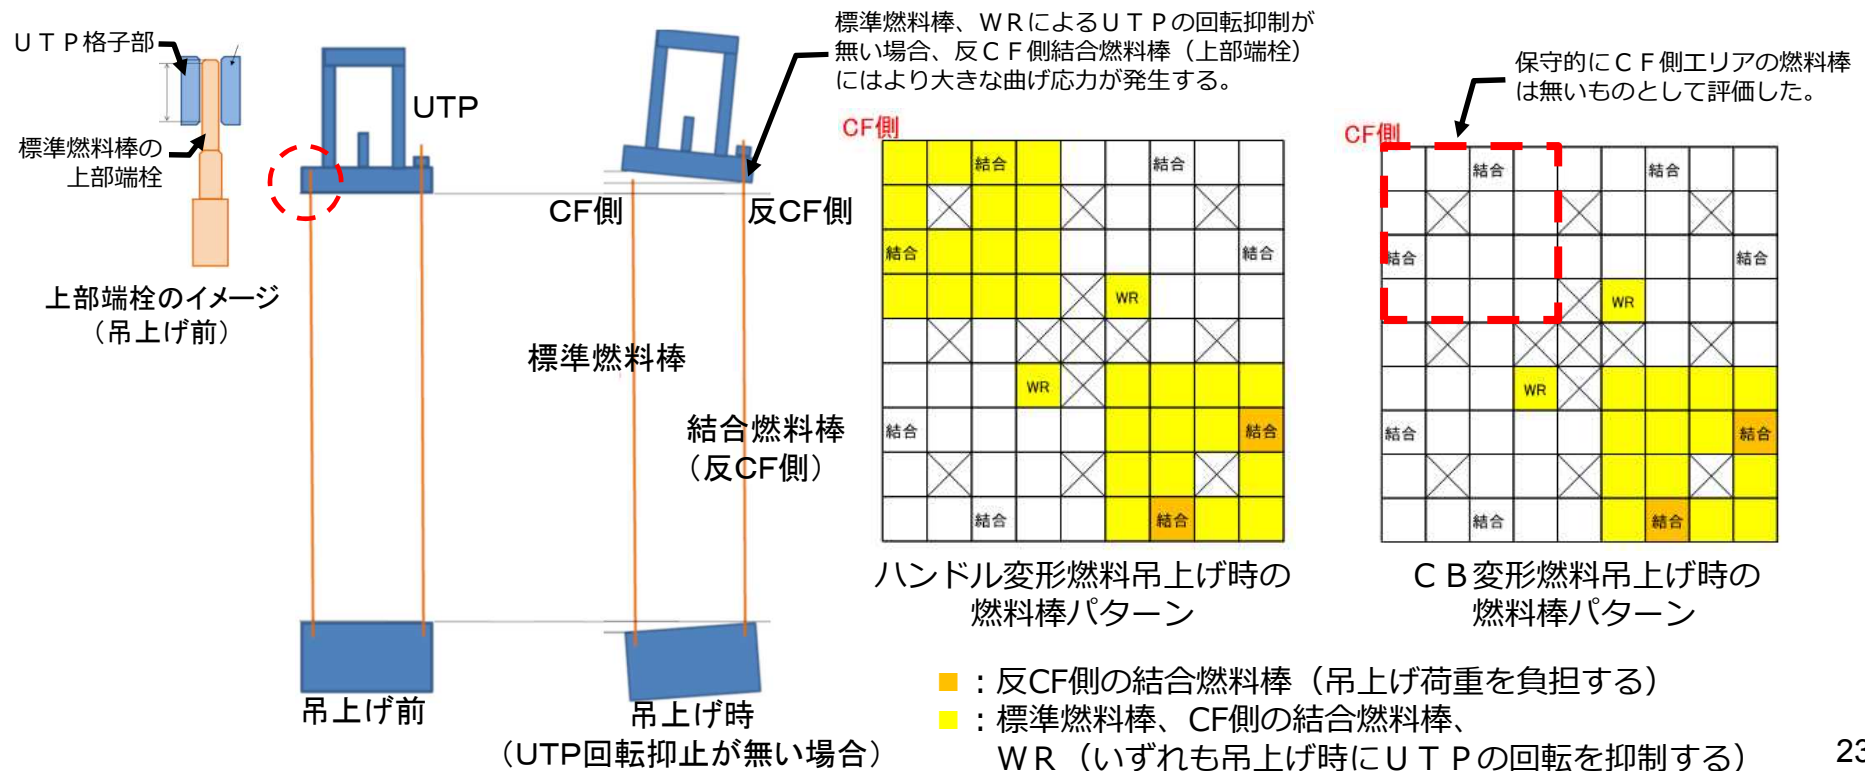 UTP格子部
標準燃料棒の
上部端栓
上部端栓のイメージ
（吊上げ前）
UTP
吊上げ前
標準燃料棒、WRによるUTPの回転抑制が
無い場合、反CF側結合燃料棒（上部端栓）
にはより大きな曲げ応力が発生する。
CF側
反CF側
標準燃料棒
結合燃料棒
（反CF側）
吊上げ時
（UTP回転抑止が無い場合）
CF側
結合 結合
結合 結合
WR
WR
結合 結合
結合 結合
ハンドル変形燃料吊上げ時の
燃料棒パターン
保守的にCF側エリアの燃料棒
は無いものとして評価した。
CF側
結合 結合
結合 結合
WR
WR
結合 結合
結合 結合
CB変形燃料吊上げ時の
燃料棒パターン
：反CF側の結合燃料棒（吊上げ荷重を負担する）
：標準燃料棒、CF側の結合燃料棒、
WR（いずれも吊上げ時にUTPの回転を抑制する）
23